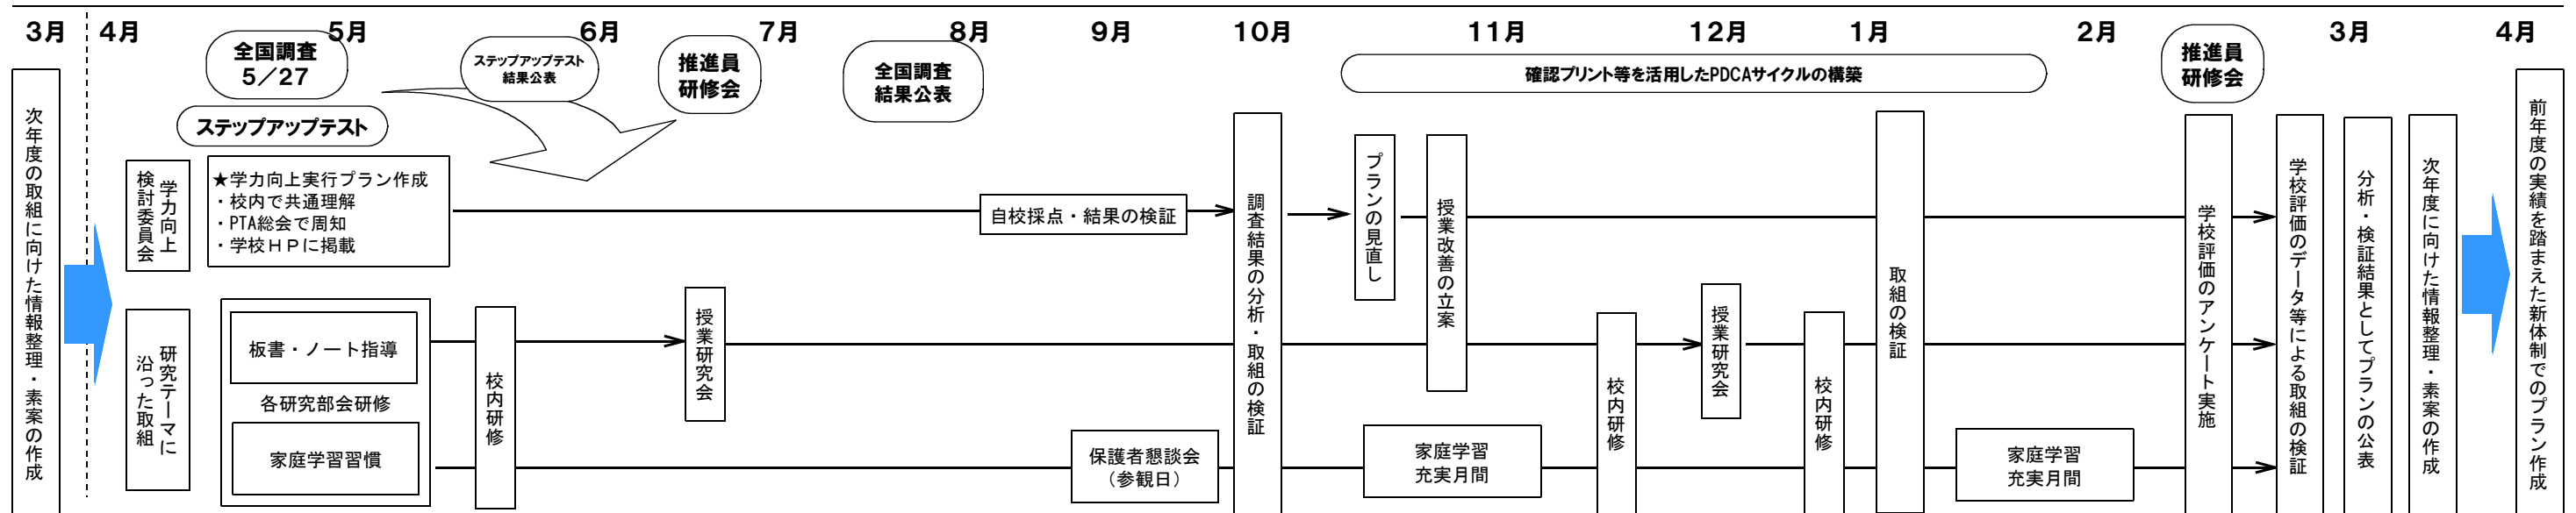 3月
4月
5月
6月
7月
8月
9月
10月
11月
12月
1月
2月
3月
4月
全国調査
5／27
ステップアップテスト
ステップアップテスト
結果公表
推進員
研修会
全国調査
結果公表
確認プリント等を活用したPDCAサイクルの構築
推進員
研修会
次年度の取組に向けた情報整理・素案の作成
学力向上
検討委員会
★学力向上実行プラン作成
・校内で共通理解
・PTA総会で周知
・学校ＨＰに掲載
自校採点・結果の検証
調査結果の分析・取組の検証
プランの見直し
授業改善の立案
取組の検証
学校評価のアンケート実施
学校評価のデータ等による取組の検証
分析・検証結果としてプランの公表
次年度に向けた情報整理・素案の作成
前年度の実績を踏まえた新体制でのプラン作成
研究テーマに
沿った取組
板書・ノート指導
各研究部会研修
家庭学習習慣
校内研修
授業研究会
保護者懇談会
（参観日）
家庭学習
充実月間
校内研修
授業研究会
校内研修
家庭学習
充実月間